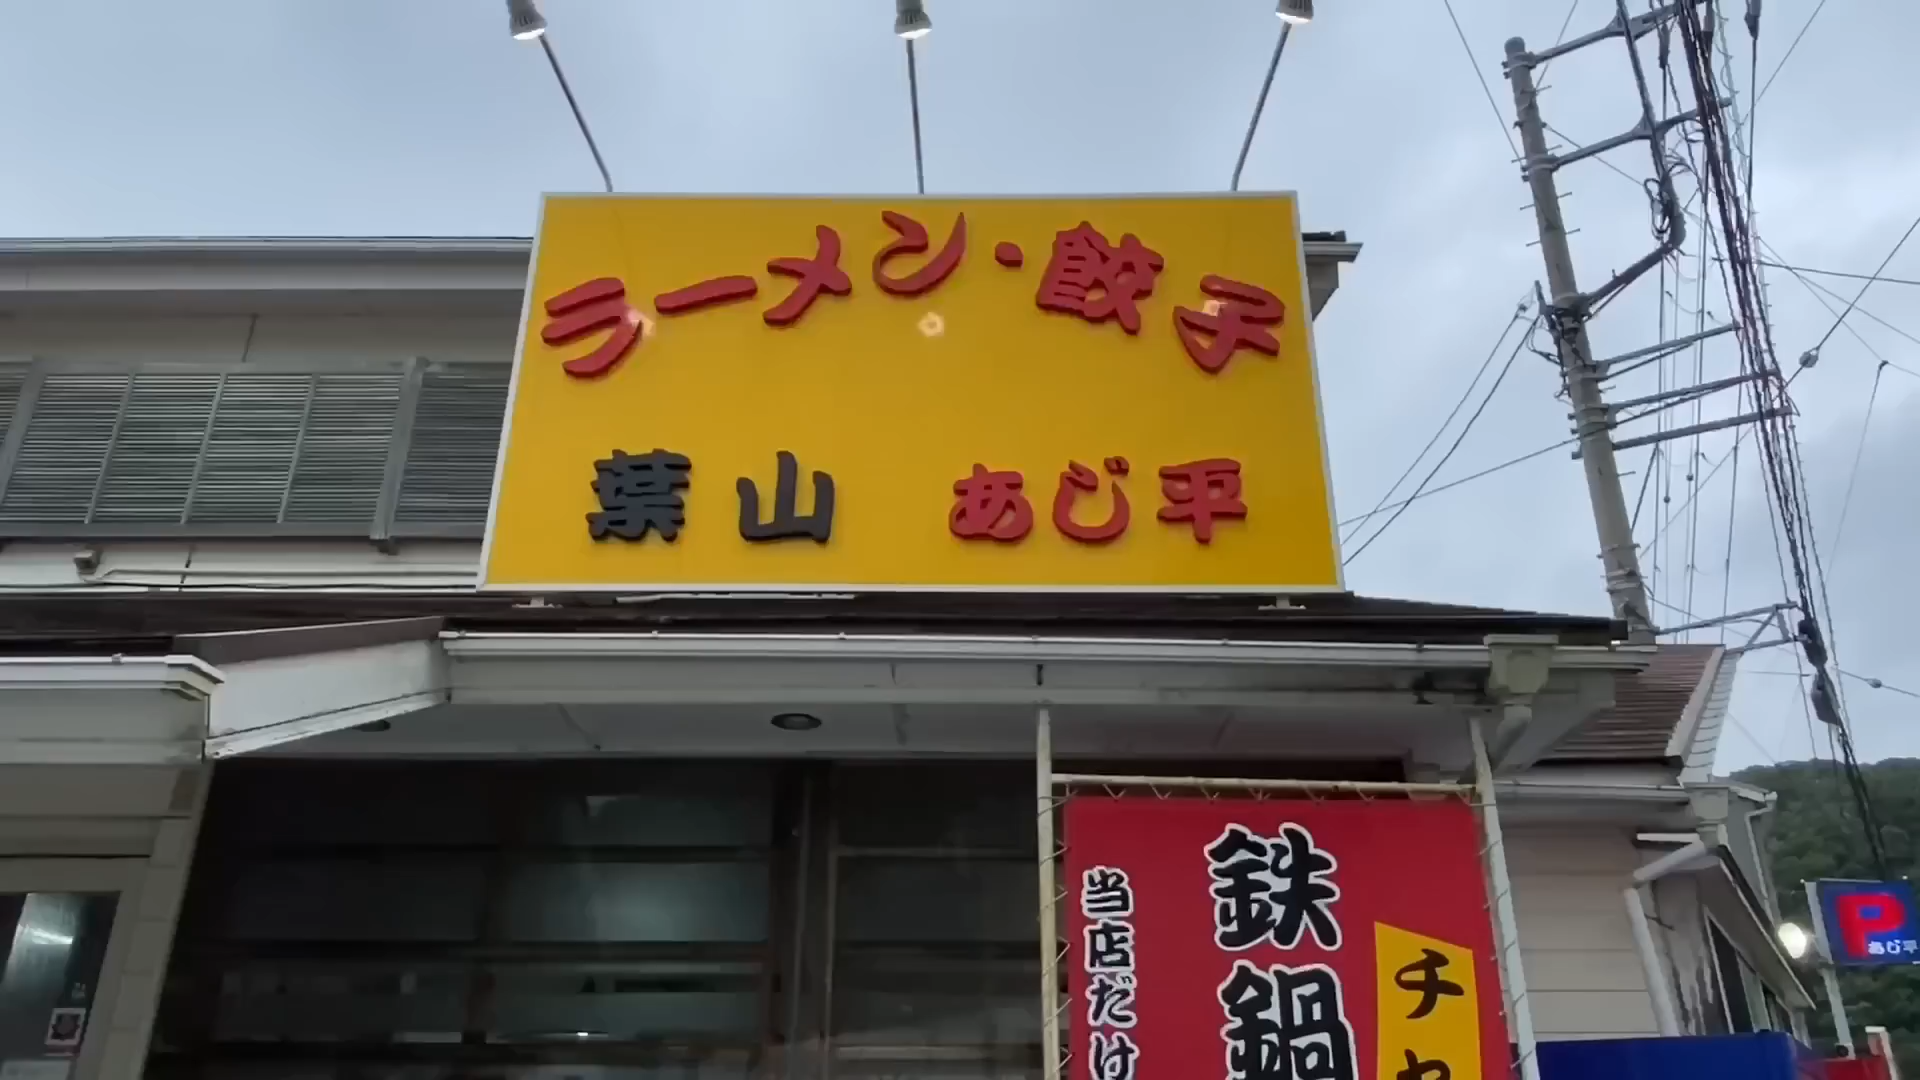 ラーメン・餃子
葉山 あじ平
鉄鍋
チャ
当店だけ
P
あじ平